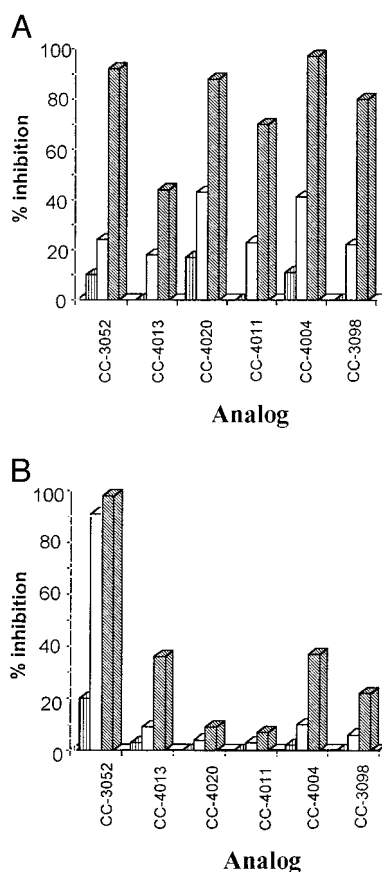 A
100
80
60
40
20
0
% inhibition
CC-3052
CC-4013
CC-4020
CC-4011
CC-4004
CC-3098
Analog
B
100
80
60
40
20
0
% inhibition
CC-3052
CC-4013
CC-4020
CC-4011
CC-4004
CC-3098
Analog